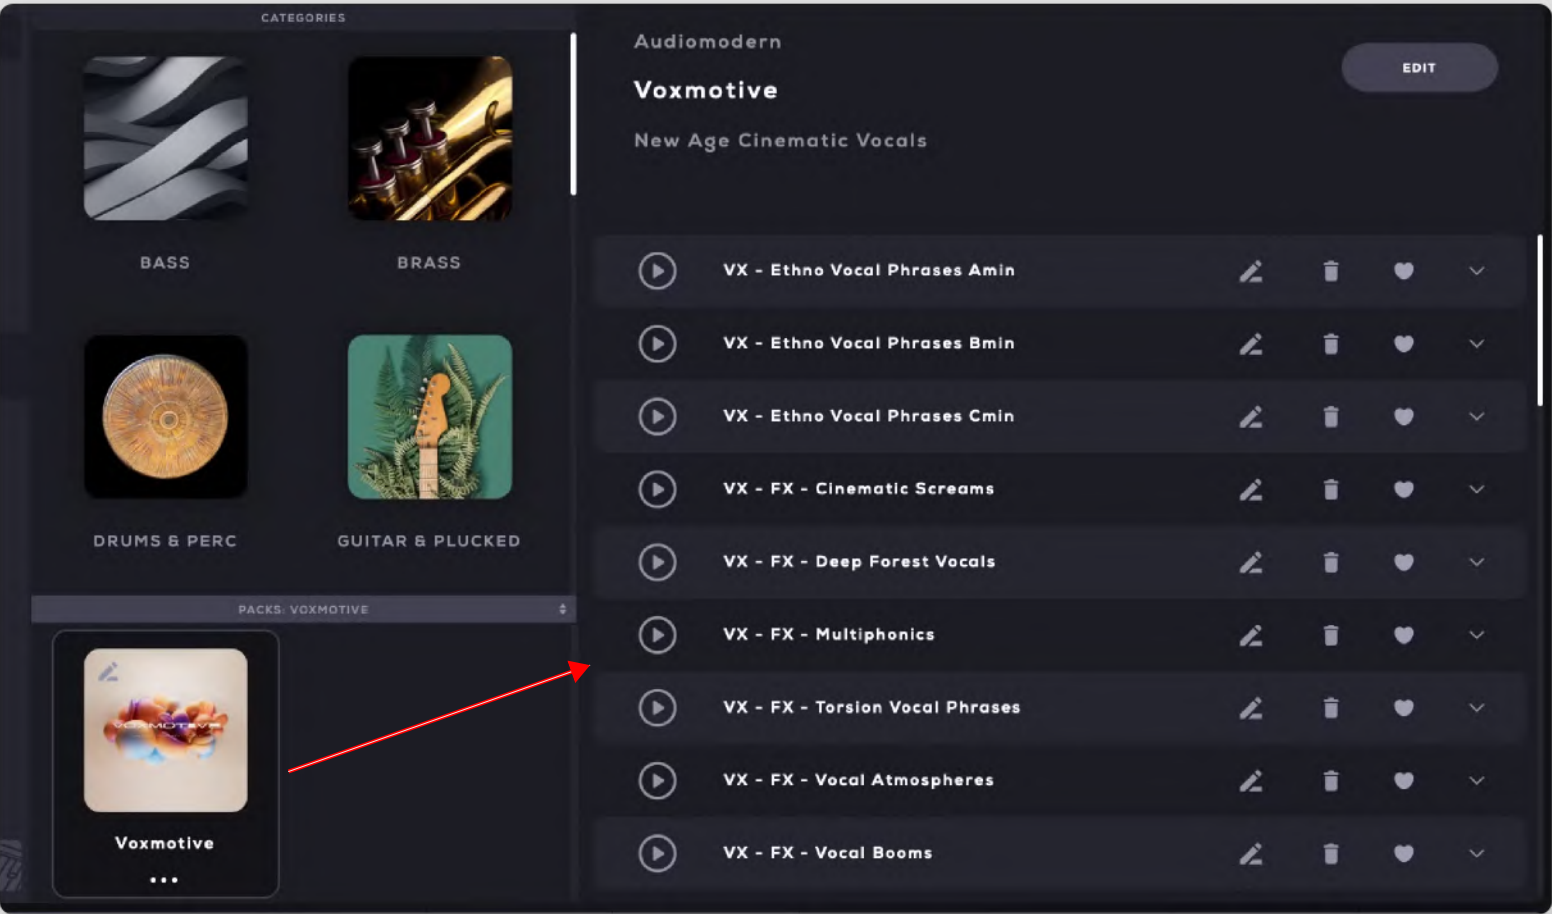 CATEGORIES
BASS
BRASS
DRUMS & PERC
GUITAR & PLUCKED
PACKS: VOXMOTIVE
VOXMOTIVE
Voxmotive
Audiomodern
Voxmotive
New Age Cinematic Vocals
EDIT
VX - Ethno Vocal Phrases Amin
VX - Ethno Vocal Phrases Bmin
VX - Ethno Vocal Phrases Cmin
VX - FX - Cinematic Screams
VX - FX - Deep Forest Vocals
VX - FX - Multiphonics
VX - FX - Torsion Vocal Phrases
VX - FX - Vocal Atmospheres
VX - FX - Vocal Booms